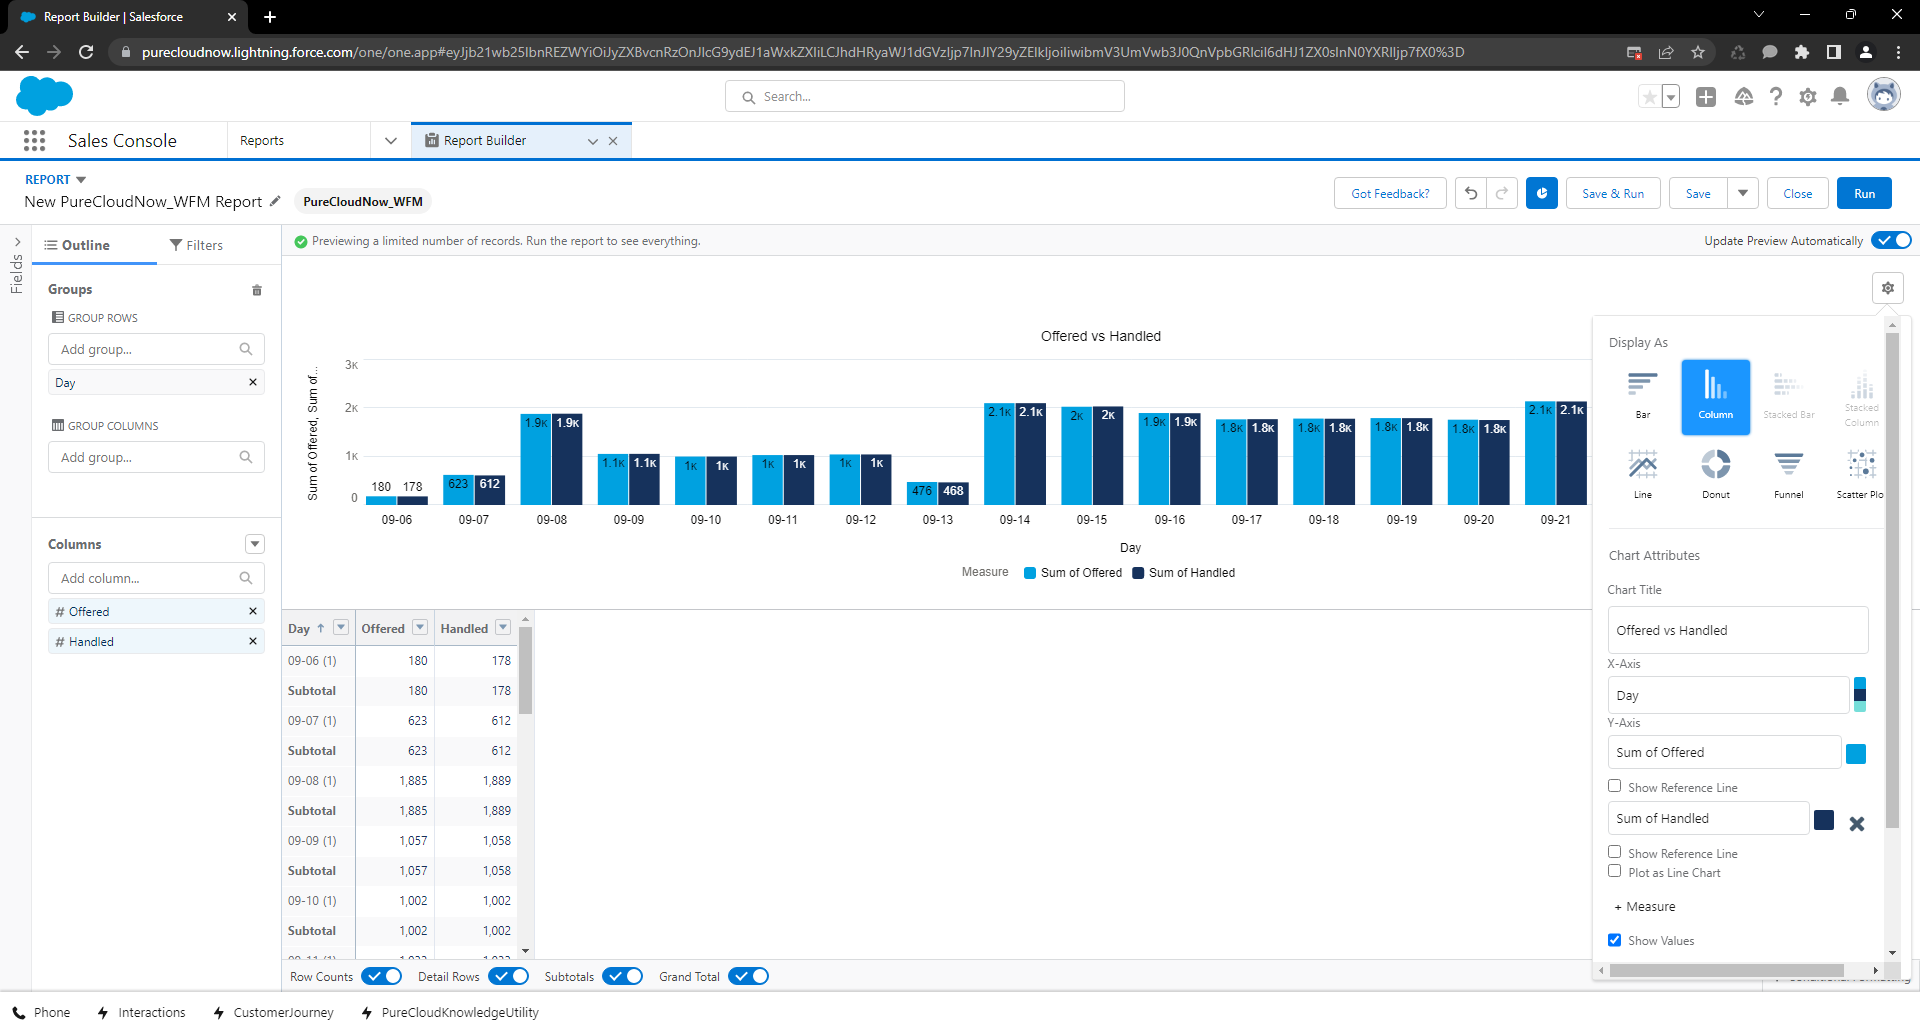 Report Builder | Salesforce
purecloudnow.lightning.force.com
Search...
Sales Console
Reports
Report Builder
REPORT
New PureCloudNow_WFM Report
PureCloudNow_WFM
Got Feedback?
Save & Run
Save
Close
Run
Fields
Outline
Filters
Previewing a limited number of records. Run the report to see everything.
Update Preview Automatically
Groups
GROUP ROWS
Add group...
Day
GROUP COLUMNS
Add group...
Columns
Add column...
# Offered
# Handled
Offered vs Handled
Sum of Offered, Sum of...
3K
2K
1K
0
180 178
623 612
1.9K 1.9K
1.1K 1.1K
1K 1K
1K 1K
1K 1K
476 468
2.1K 2.1K
2K 2K
1.9K 1.9K
1.8K 1.8K
1.8K 1.8K
1.8K 1.8K
1.8K 1.8K
2.1K 2.1K
09-06 09-07 09-08 09-09 09-10 09-11 09-12 09-13 09-14 09-15 09-16 09-17 09-18 09-19 09-20 09-21
Day
Measure Sum of Offered Sum of Handled
Day Offered Handled
09-06 (1) 180 178
Subtotal 180 178
09-07 (1) 623 612
Subtotal 623 612
09-08 (1) 1,885 1,889
Subtotal 1,885 1,889
09-09 (1) 1,057 1,058
Subtotal 1,057 1,058
09-10 (1) 1,002 1,002
Subtotal 1,002 1,002
Row Counts
Detail Rows
Subtotals
Grand Total
Display As
Bar
Column
Stacked Bar
Stacked
Column
Line
Donut
Funnel
Scatter Plo
Chart Attributes
Chart Title
Offered vs Handled
X-Axis
Day
Y-Axis
Sum of Offered
Show Reference Line
Sum of Handled
Show Reference Line
Plot as Line Chart
+ Measure
Show Values
Phone
Interactions
CustomerJourney
PureCloudKnowledgeUtility